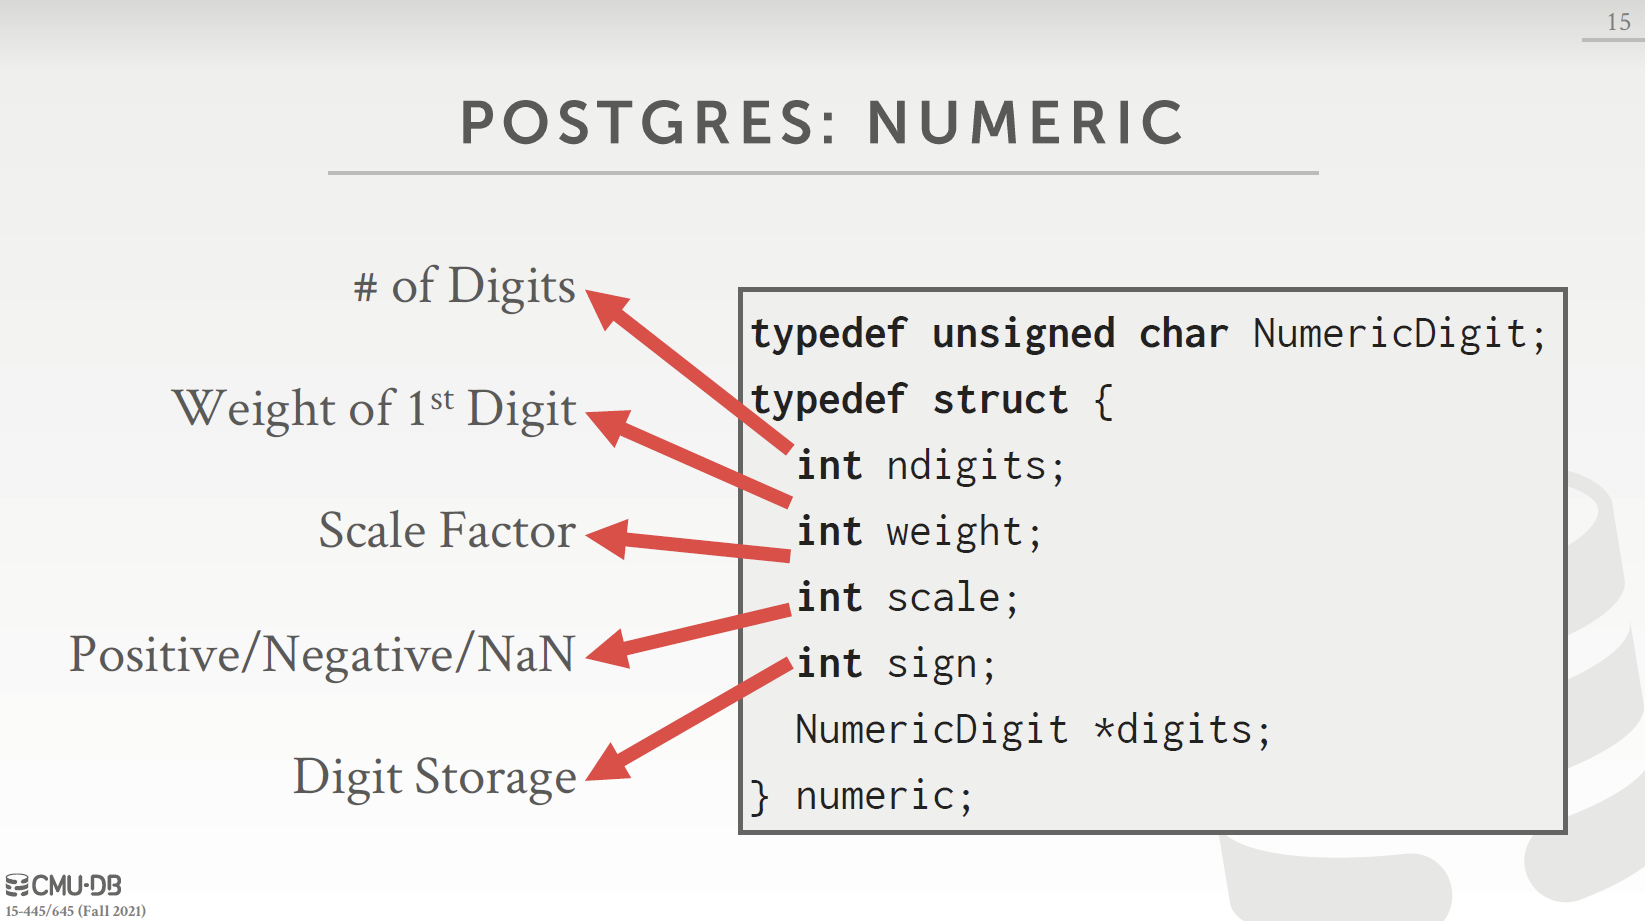 15
POSTGRES: NUMERIC
# of Digits
Weight of 1st Digit
Scale Factor
Positive/Negative/NaN
Digit Storage
typedef unsigned char NumericDigit;
typedef struct {
int ndigits;
int weight;
int scale;
int sign;
NumericDigit *digits;
} numeric;
CMU·DB
15-445/645 (Fall 2021)